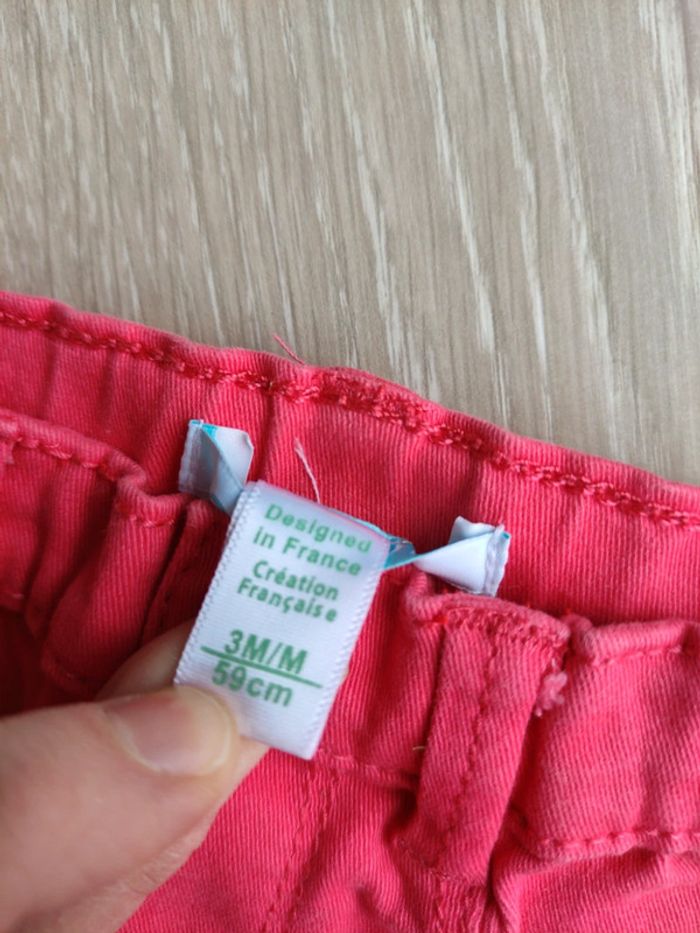 Designed
in France
Création
Française
3M/M
59cm